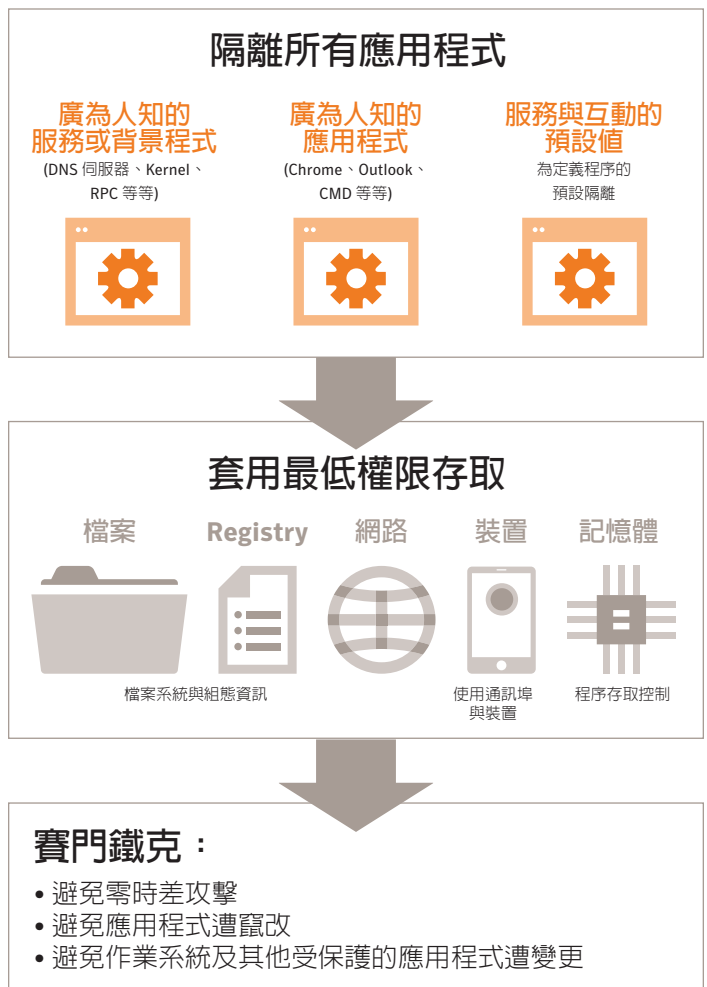 隔離所有應用程式
廣為人知的
服務或背景程式
(DNS 伺服器、Kernel、
RPC 等等)
廣為人知的
應用程式
(Chrome、Outlook、
CMD 等等)
服務與互動的
預設值
為定義程序的
預設隔離
套用最低權限存取
檔案
Registry
網路
裝置
記憶體
檔案系統與組態資訊
使用通訊埠
與裝置
程序存取控制
賽門鐵克：
• 避免零時差攻擊
• 避免應用程式遭竄改
• 避免作業系統及其他受保護的應用程式遭變更